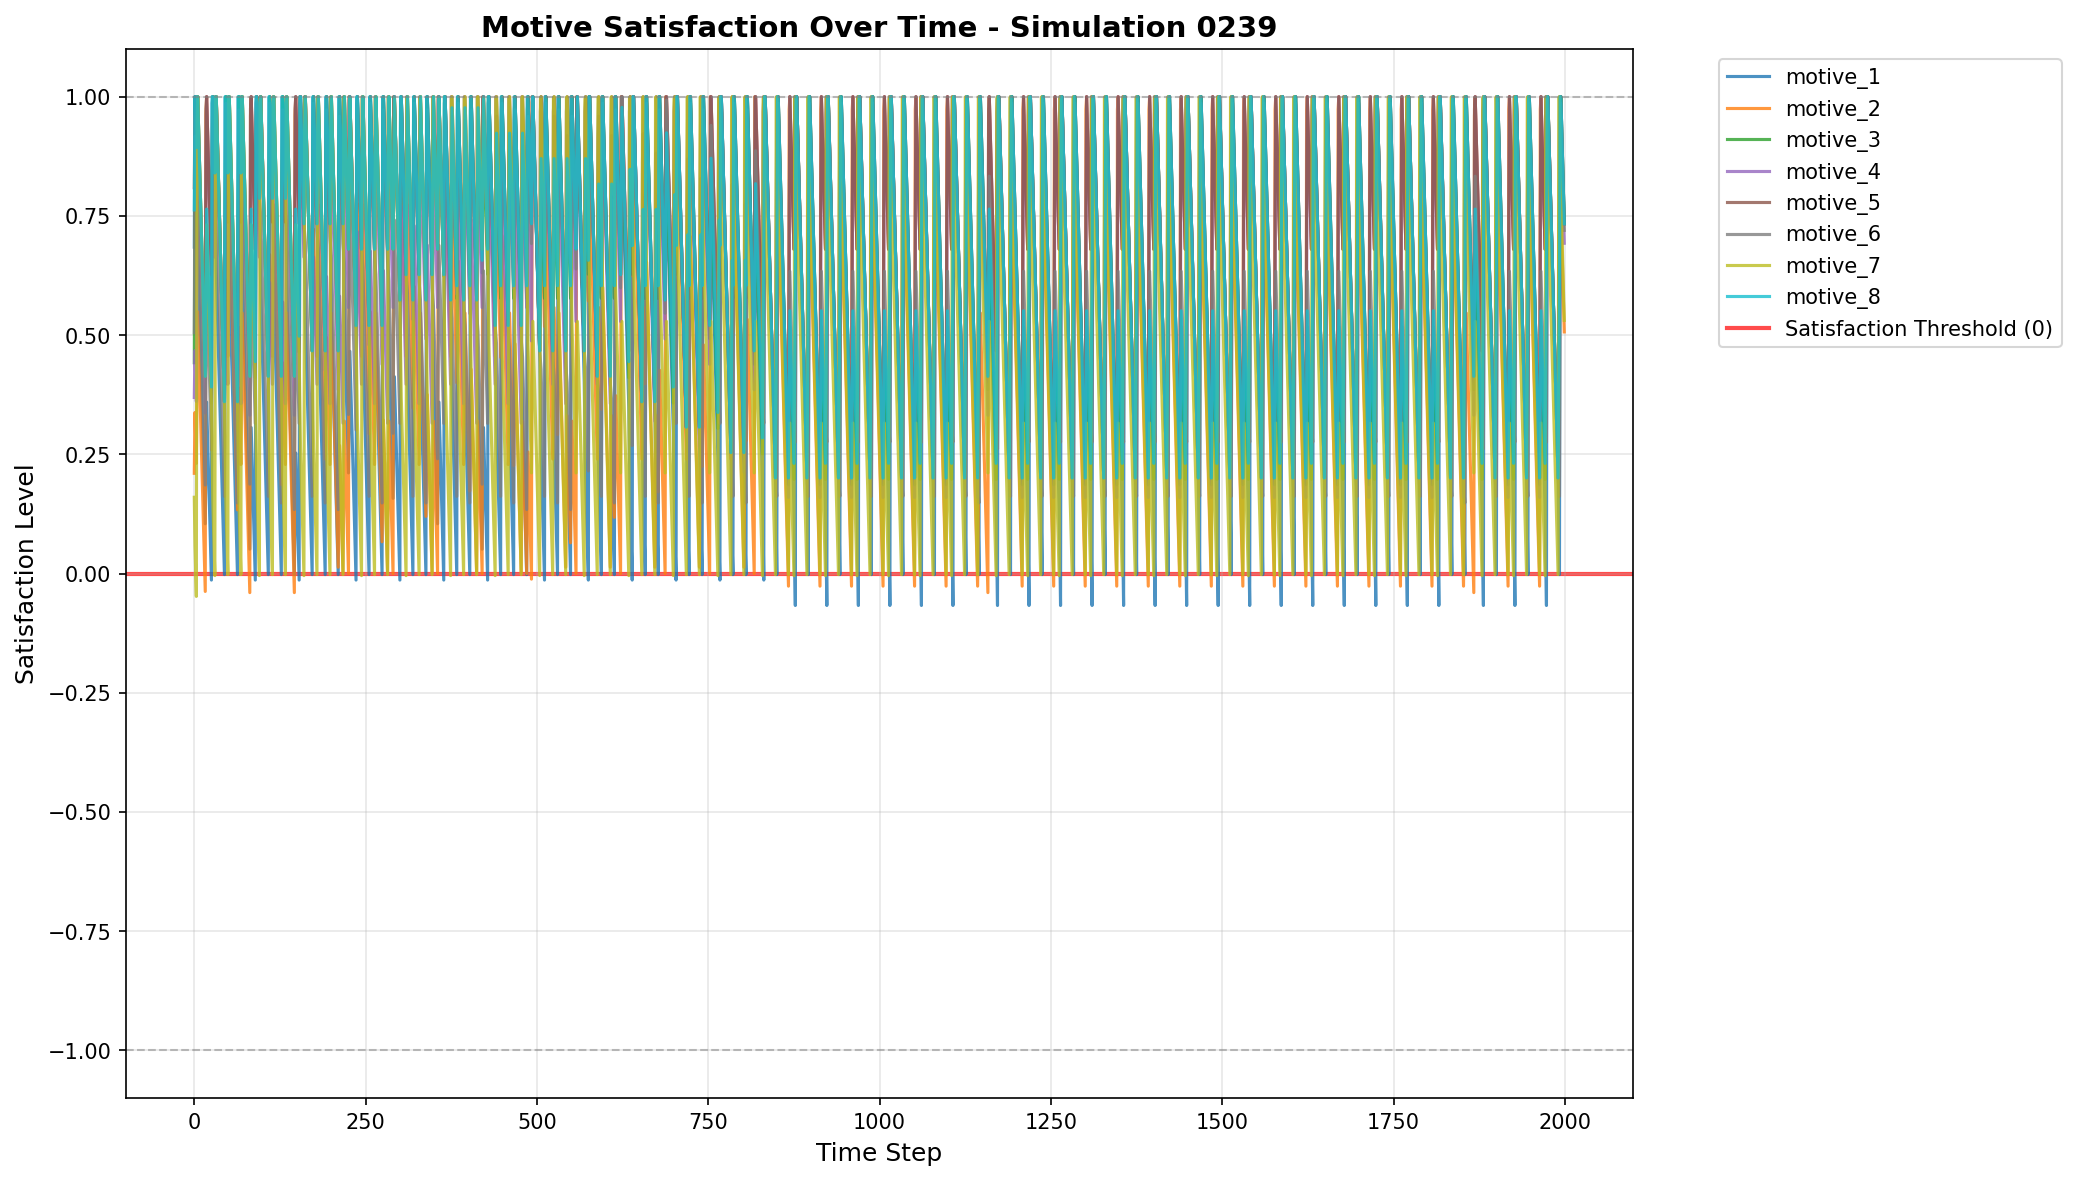 Motive Satisfaction Over Time - Simulation 0239
Satisfaction Level
1.00
0.75
0.50
0.25
0.00
−0.25
−0.50
−0.75
−1.00
0
250
500
750
1000
1250
1500
1750
2000
Time Step
motive_1
motive_2
motive_3
motive_4
motive_5
motive_6
motive_7
motive_8
Satisfaction Threshold (0)